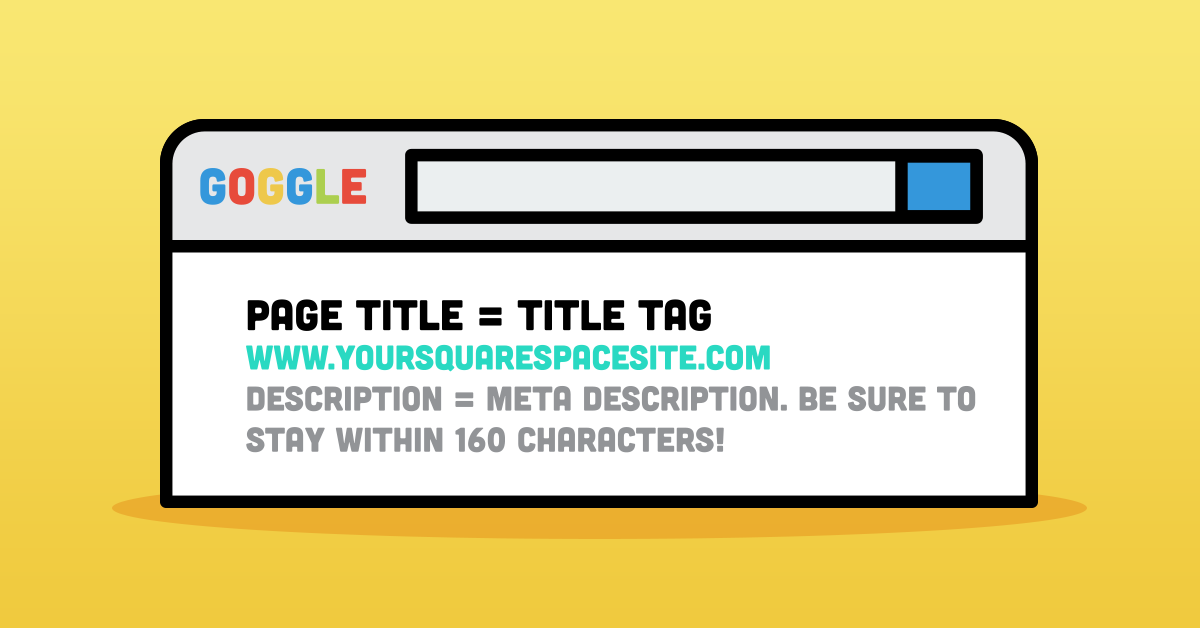 GOGGLE
PAGE TITLE = TITLE TAG
WWW.YOURSQUARESPACESITE.COM
DESCRIPTION = META DESCRIPTION. BE SURE TO
STAY WITHIN 160 CHARACTERS!